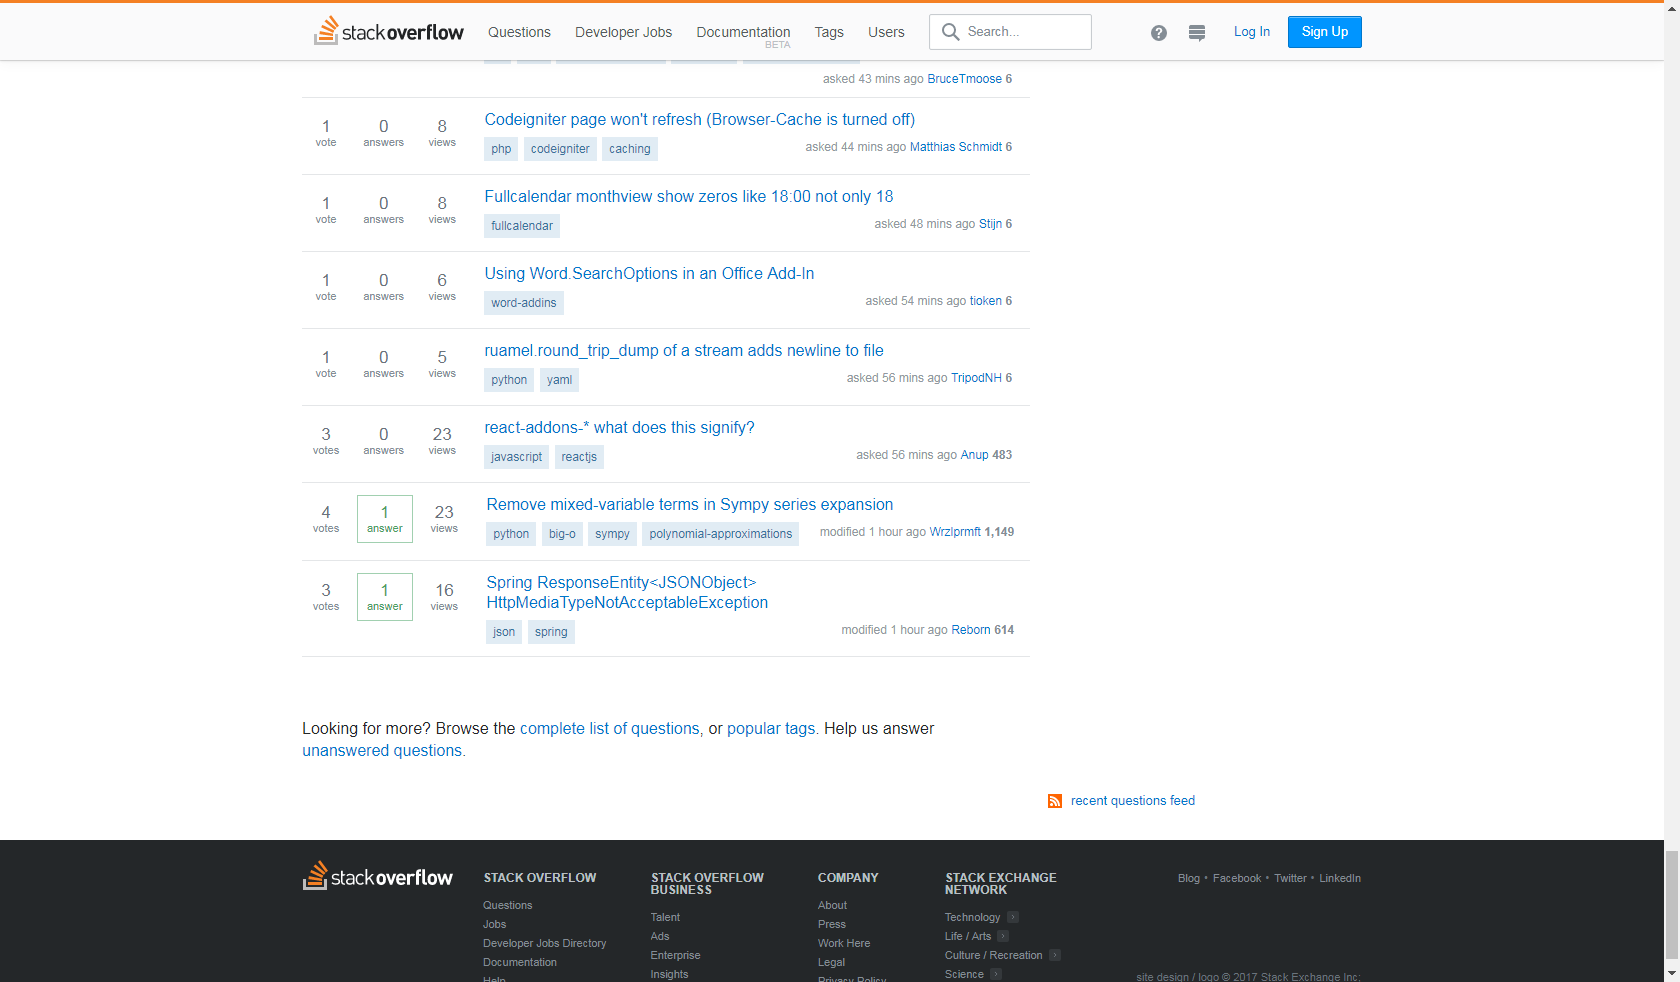 stackoverflow Questions Developer Jobs Documentation BETA Tags Users Search... ? Log In Sign Up
asked 43 mins ago BruceTmoose 6
1 vote 0 answers 8 views
Codeigniter page won't refresh (Browser-Cache is turned off)
php codeigniter caching
asked 44 mins ago Matthias Schmidt 6
1 vote 0 answers 8 views
Fullcalendar monthview show zeros like 18:00 not only 18
fullcalendar
asked 48 mins ago Stijn 6
1 vote 0 answers 6 views
Using Word.SearchOptions in an Office Add-In
word-addins
asked 54 mins ago tioken 6
1 vote 0 answers 5 views
ruamel.round_trip_dump of a stream adds newline to file
python yaml
asked 56 mins ago TripodNH 6
3 votes 0 answers 23 views
react-addons-* what does this signify?
javascript reactjs
asked 56 mins ago Anup 483
4 votes 1 answer 23 views
Remove mixed-variable terms in Sympy series expansion
python big-o sympy polynomial-approximations
modified 1 hour ago Wrzlprmft 1,149
3 votes 1 answer 16 views
Spring ResponseEntity<JSONObject>
HttpMediaTypeNotAcceptableException
json spring
modified 1 hour ago Reborn 614
Looking for more? Browse the complete list of questions, or popular tags. Help us answer
unanswered questions.
recent questions feed
stackoverflow
STACK OVERFLOW
Questions
Jobs
Developer Jobs Directory
Documentation
Help
STACK OVERFLOW
BUSINESS
Talent
Ads
Enterprise
Insights
COMPANY
About
Press
Work Here
Legal
Privacy Policy
STACK EXCHANGE
NETWORK
Technology
Life / Arts
Culture / Recreation
Science
Blog • Facebook • Twitter • LinkedIn
site design / logo © 2017 Stack Exchange Inc;